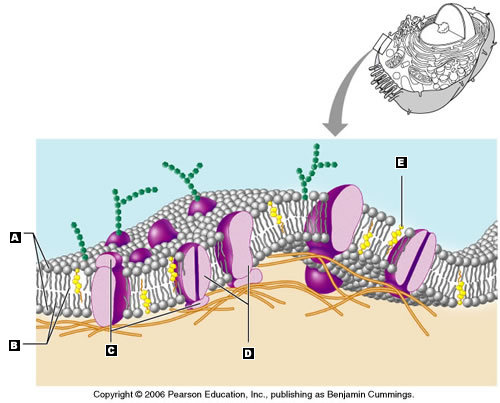 E
A
B
C
D
Copyright © 2006 Pearson Education, Inc., publishing as Benjamin Cummings.